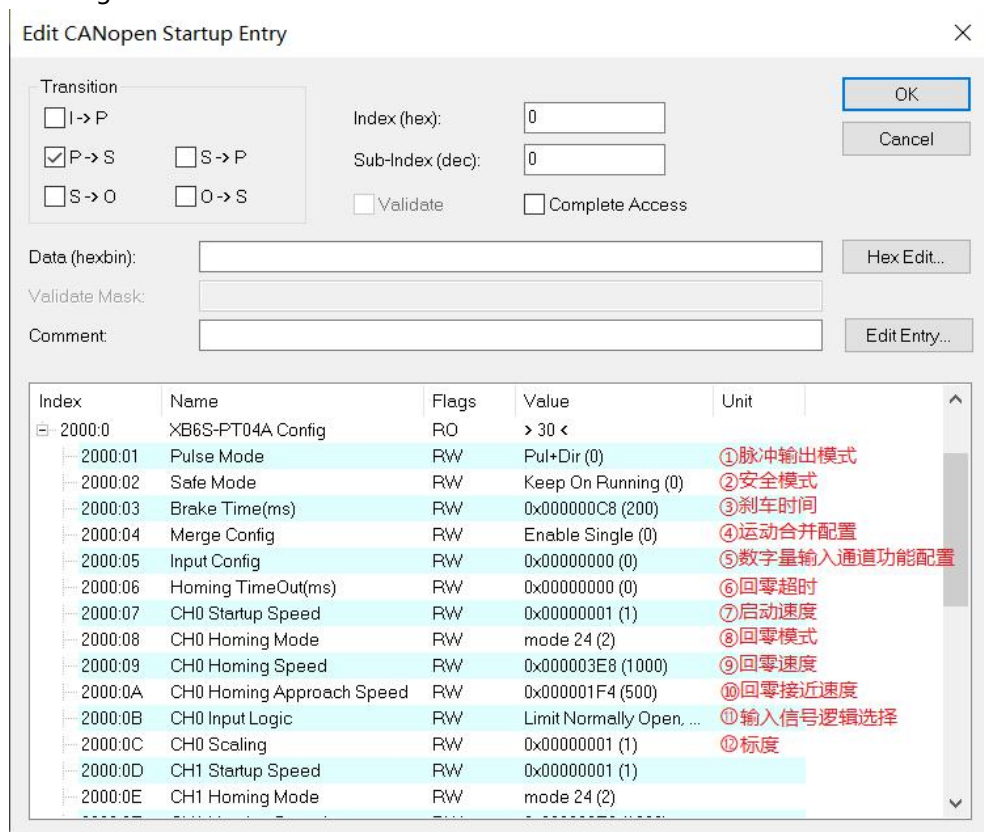 Edit CANopen Startup Entry
Transition
I -> P
P -> S
S -> P
S -> O
O -> S
Index (hex):
0
Sub-Index (dec):
0
Validate
Complete Access
OK
Cancel
Data (hexbin):
Hex Edit...
Validate Mask:
Comment:
Edit Entry...
Index Name Flags Value Unit
2000:0 XB6S-PT04A Config RO > 30 <
2000:01 Pulse Mode RW Pul+Dir (0) ①脉冲输出模式
2000:02 Safe Mode RW Keep On Running (0) ②安全模式
2000:03 Brake Time(ms) RW 0x000000C8 (200) ③刹车时间
2000:04 Merge Config RW Enable Single (0) ④运动合并配置
2000:05 Input Config RW 0x00000000 (0) ⑤数字量输入通道功能配置
2000:06 Homing TimeOut(ms) RW 0x00000000 (0) ⑥回零超时
2000:07 CH0 Startup Speed RW 0x00000001 (1) ⑦启动速度
2000:08 CH0 Homing Mode RW mode 24 (2) ⑧回零模式
2000:09 CH0 Homing Speed RW 0x000003E8 (1000) ⑨回零速度
2000:0A CH0 Homing Approach Speed RW 0x000001F4 (500) ⑩回零接近速度
2000:0B CH0 Input Logic RW Limit Normally Open, ... ⑪输入信号逻辑选择
2000:0C CH0 Scaling RW 0x00000001 (1) ⑫标度
2000:0D CH1 Startup Speed RW 0x00000001 (1)
2000:0E CH1 Homing Mode RW mode 24 (2)